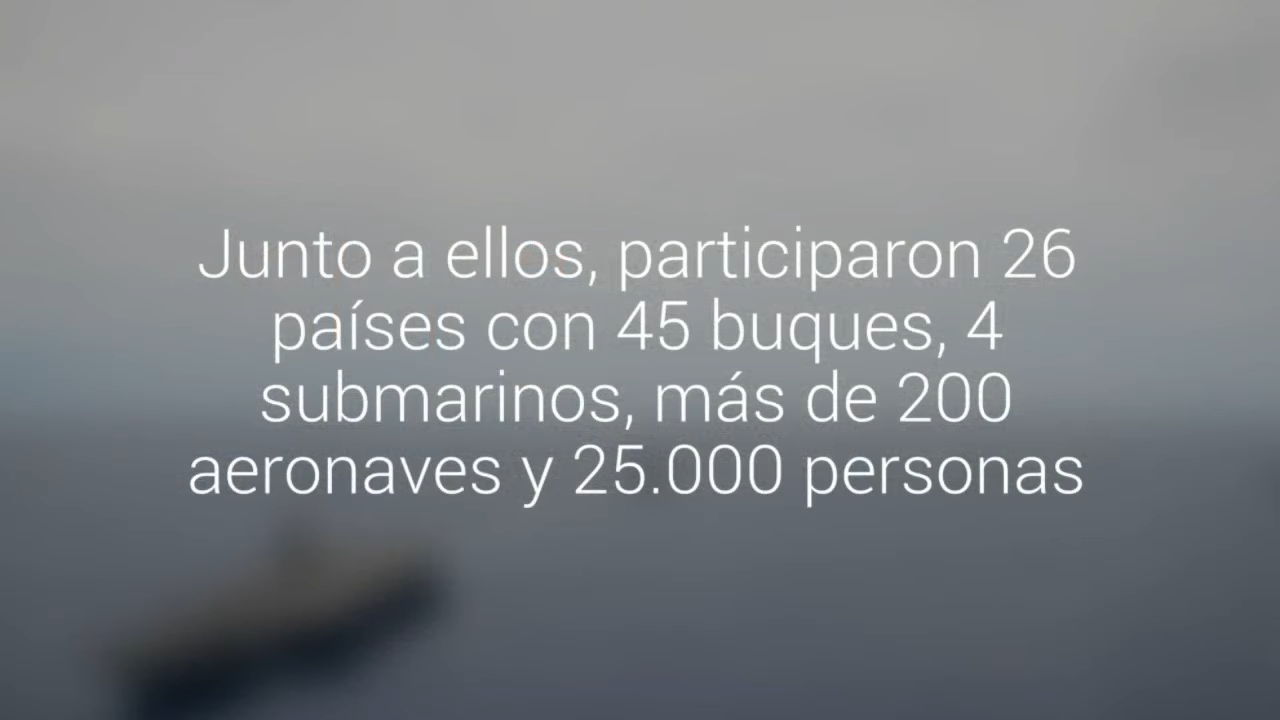 Junto a ellos, participaron 26
países con 45 buques, 4
submarinos, más de 200
aeronaves y 25.000 personas